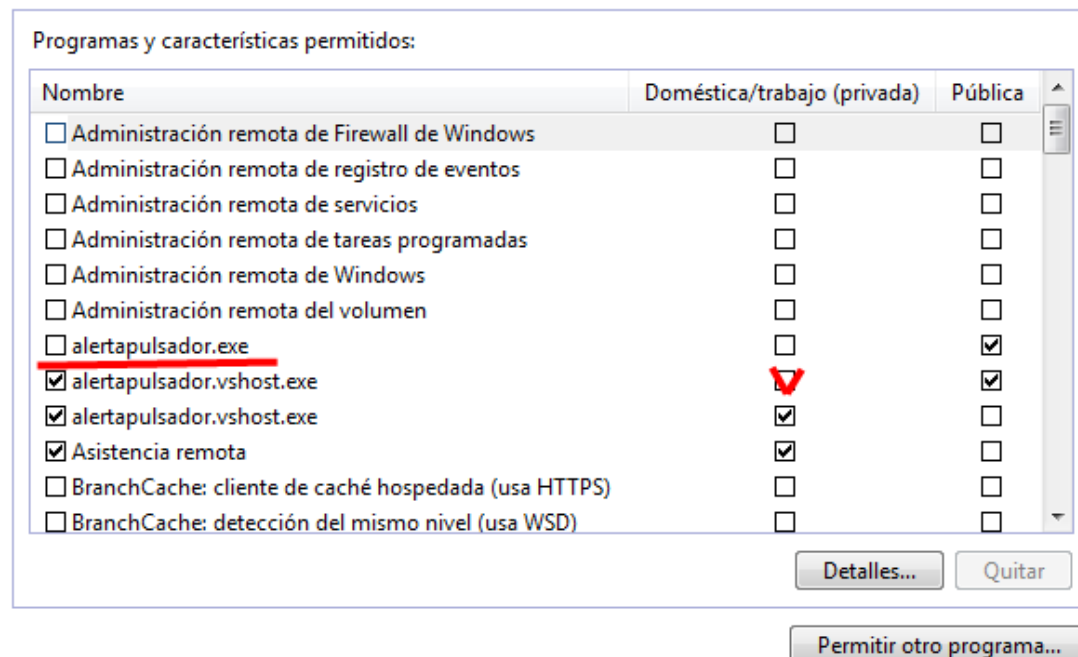 Programas y características permitidos:
Nombre Doméstica/trabajo (privada) Pública
Administración remota de Firewall de Windows
Administración remota de registro de eventos
Administración remota de servicios
Administración remota de tareas programadas
Administración remota de Windows
Administración remota del volumen
alertapulsador.exe
alertapulsador.vshost.exe
alertapulsador.vshost.exe
Asistencia remota
BranchCache: cliente de caché hospedada (usa HTTPS)
BranchCache: detección del mismo nivel (usa WSD)
Detalles... Quitar
Permitir otro programa...